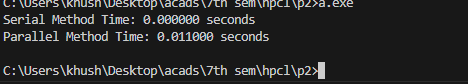 C:\Users\khush\Desktop\acads\7th sem\hpcl\p2>a.exe
Serial Method Time: 0.000000 seconds
Parallel Method Time: 0.011000 seconds
C:\Users\khush\Desktop\acads\7th sem\hpcl\p2>